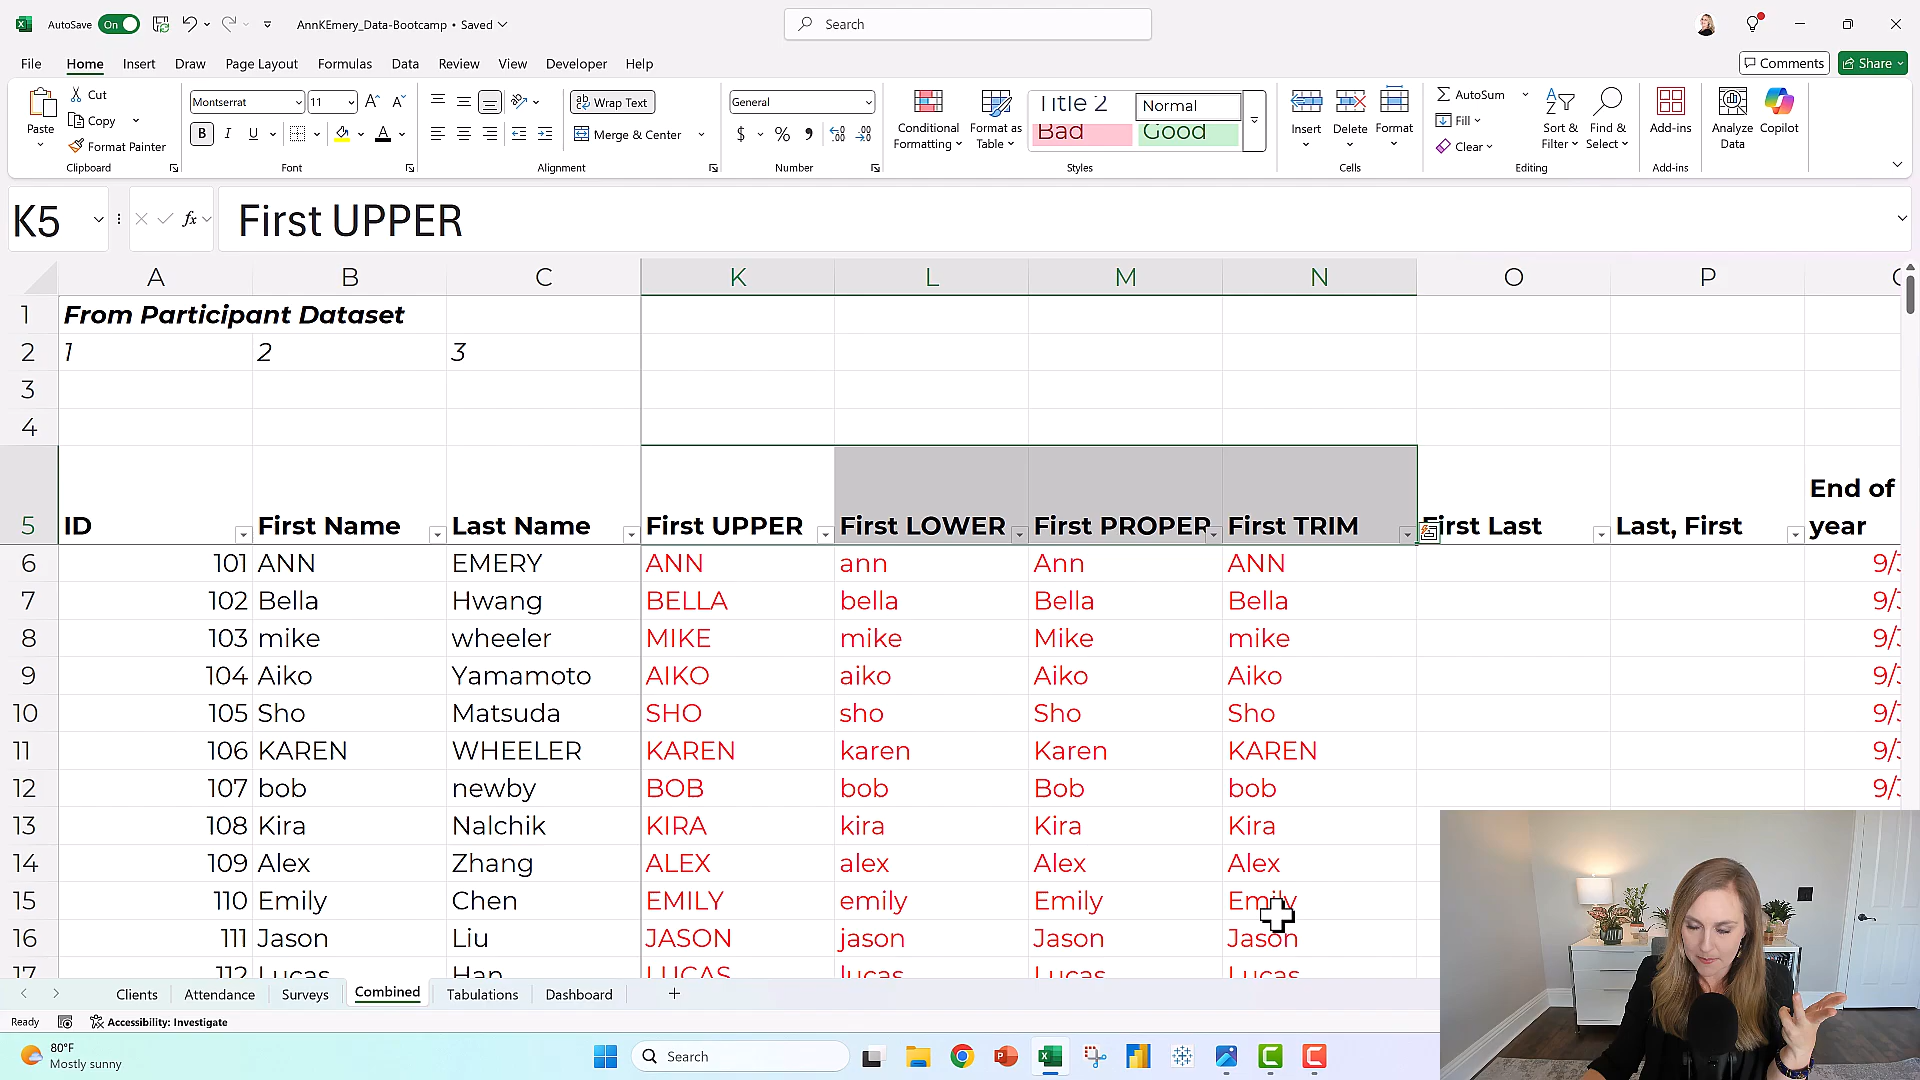 AutoSave On AnnKEmery_Data-Bootcamp • Saved Search
File Home Insert Draw Page Layout Formulas Data Review View Developer Help Comments Share
Paste Cut Copy Format Painter Clipboard
Montserrat 11 B I U A Font
Wrap Text Merge & Center Alignment
General $ % Number
Conditional Formatting Format as Table Title 2 Normal Bad Good Styles
Insert Delete Format Cells
AutoSum Fill Clear Sort & Filter Find & Select Editing
Add-ins Add-ins Analyze Data Copilot
K5 fx First UPPER
A B C K L M N O P
1 From Participant Dataset
2 1 2 3
3
4
5 ID First Name Last Name First UPPER First LOWER First PROPER First TRIM First Last Last, First End of year
6 101 ANN EMERY ANN ann Ann ANN
7 102 Bella Hwang BELLA bella Bella Bella
8 103 mike wheeler MIKE mike Mike mike
9 104 Aiko Yamamoto AIKO aiko Aiko Aiko
10 105 Sho Matsuda SHO sho Sho Sho
11 106 KAREN WHEELER KAREN karen Karen KAREN
12 107 bob newby BOB bob Bob bob
13 108 Kira Nalchik KIRA kira Kira Kira
14 109 Alex Zhang ALEX alex Alex Alex
15 110 Emily Chen EMILY emily Emily Emily
16 111 Jason Liu JASON jason Jason Jason
17 112 Lucas Han LUCAS lucas Lucas Lucas
Clients Attendance Surveys Combined Tabulations Dashboard +
Ready Accessibility: Investigate
80°F
Mostly sunny
Search